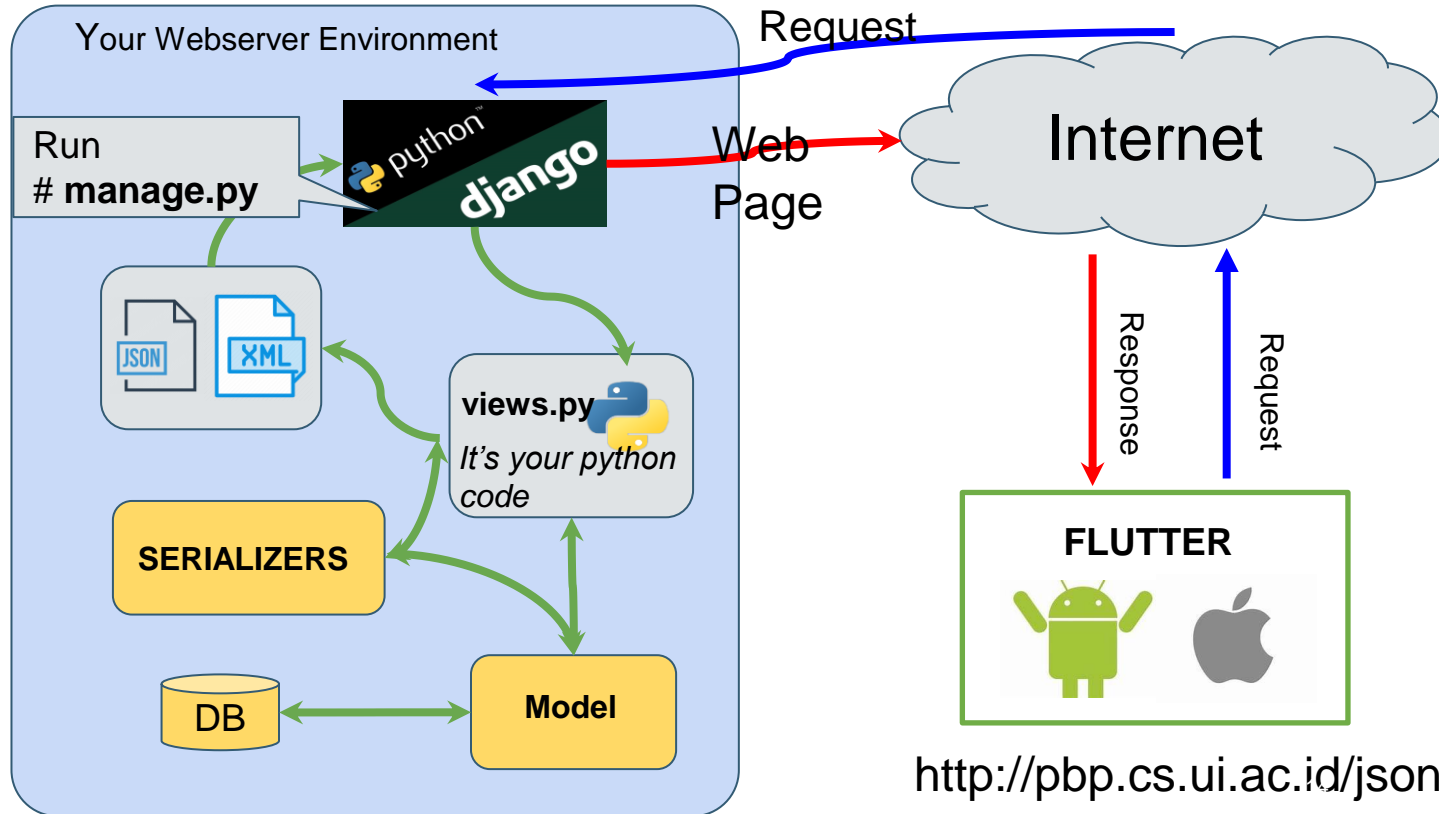 Your Webserver Environment
Request
Run
# manage.py
python™
django
Web
Page
Internet
JSON
XML
views.py
It's your python
code
Response
Request
SERIALIZERS
FLUTTER
DB
Model
http://pbp.cs.ui.ac.id/json